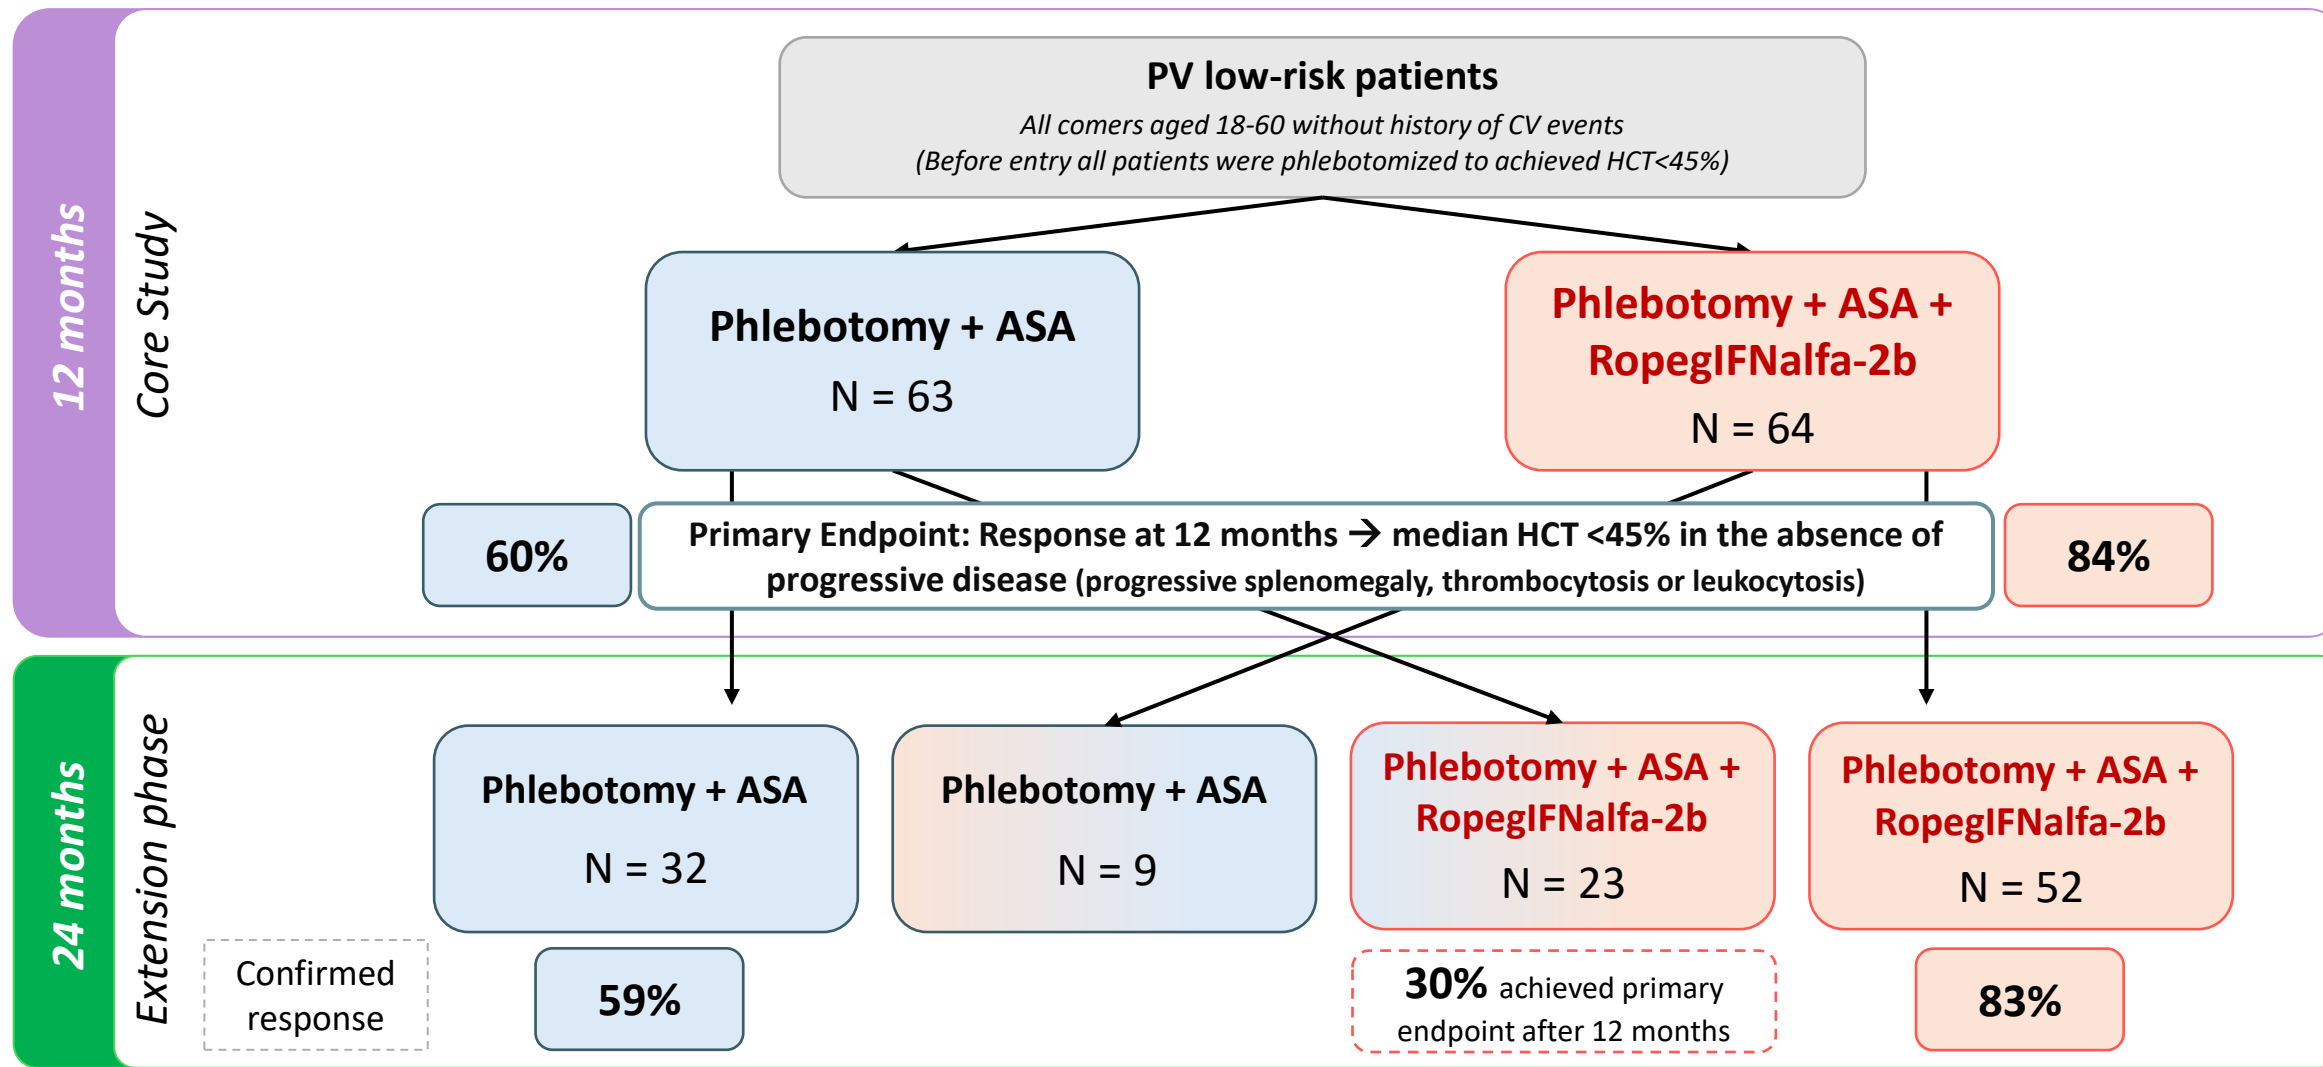 12 months
Core Study
PV low-risk patients
All comers aged 18-60 without history of CV events
(Before entry all patients were phlebotomized to achieved HCT<45%)
Phlebotomy + ASA
N = 63
Phlebotomy + ASA +
RopegIFNalfa-2b
N = 64
60%
Primary Endpoint: Response at 12 months → median HCT <45% in the absence of
progressive disease (progressive splenomegaly, thrombocytosis or leukocytosis)
84%
24 months
Extension phase
Phlebotomy + ASA
N = 32
Phlebotomy + ASA
N = 9
Phlebotomy + ASA +
RopegIFNalfa-2b
N = 23
Phlebotomy + ASA +
RopegIFNalfa-2b
N = 52
Confirmed
response
59%
30% achieved primary
endpoint after 12 months
83%